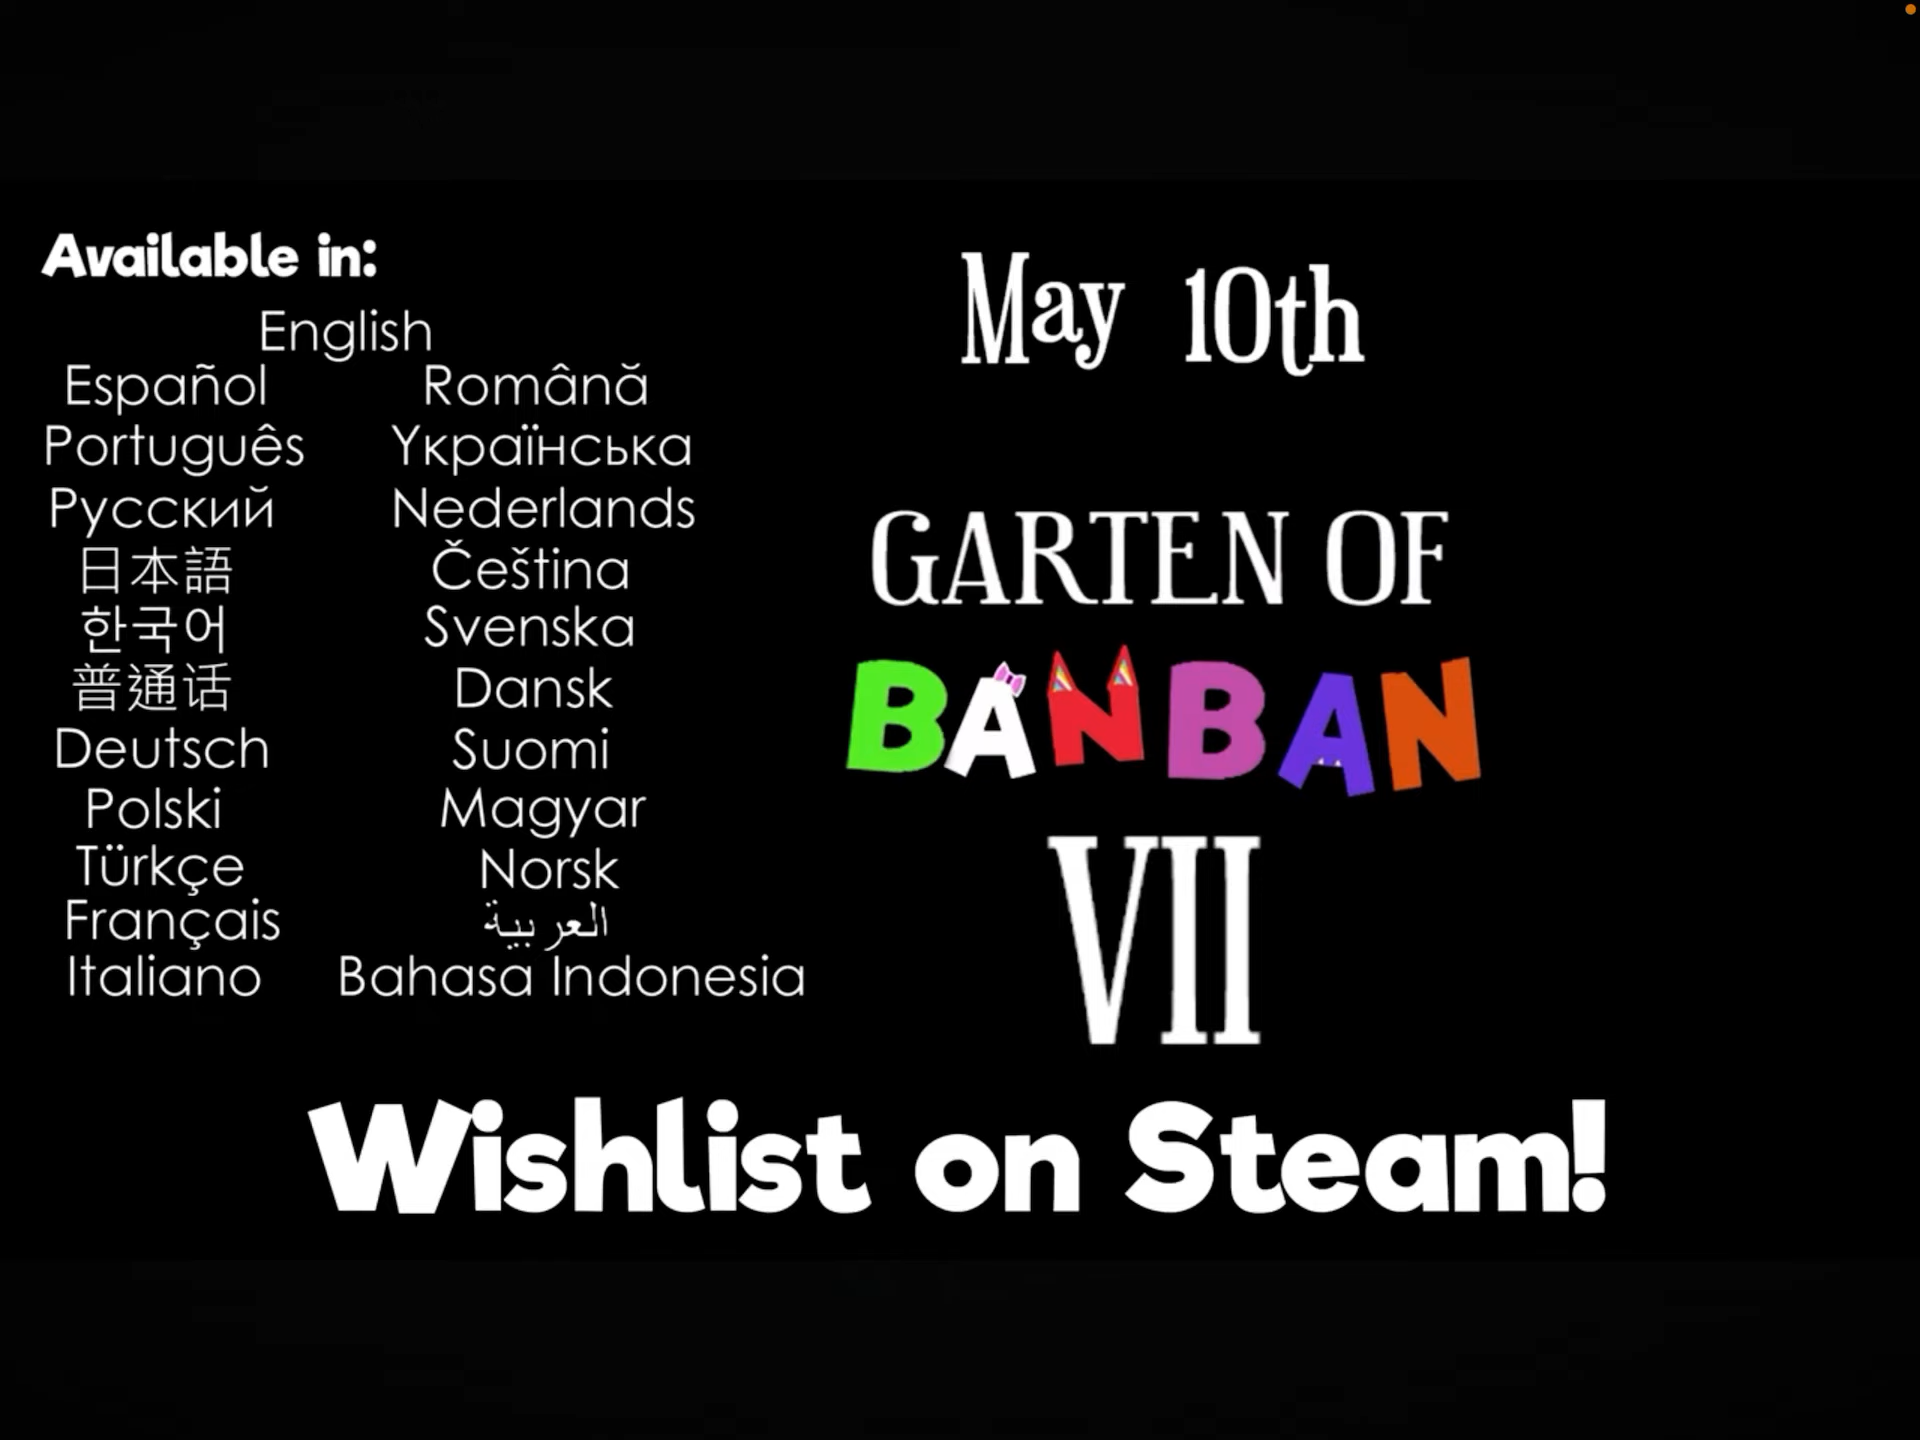 Available in:
English
Español
Português
Русский
日本語
한국어
普通话
Deutsch
Polski
Türkçe
Français
Italiano
Română
Українська
Nederlands
Čeština
Svenska
Dansk
Suomi
Magyar
Norsk
العربية
Bahasa Indonesia
May 10th
GARTEN OF
BANBAN
VII
Wishlist on Steam!